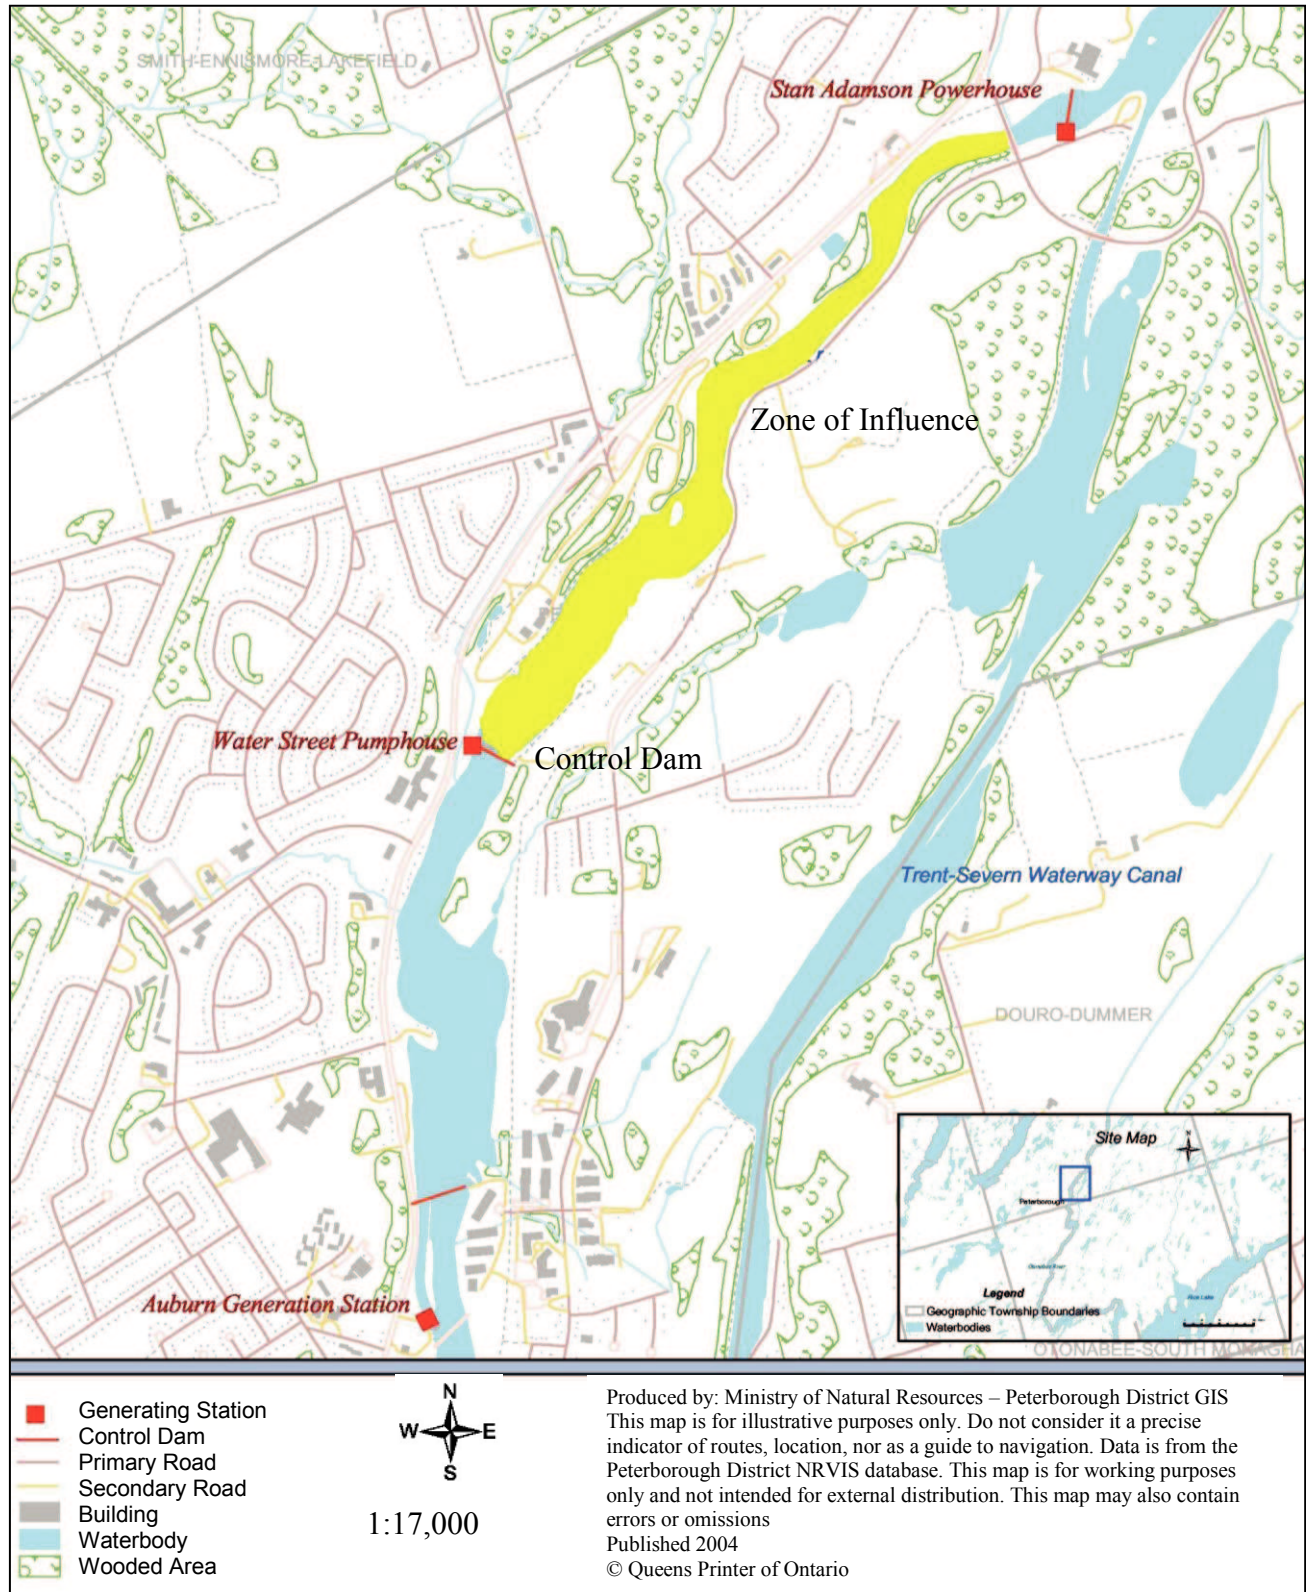 SMITH-ENNISMORE-LAKEFIELD
Stan Adamson Powerhouse
Zone of Influence
Water Street Pumphouse
Control Dam
Trent-Severn Waterway Canal
DOURO-DUMMER
Auburn Generation Station
Site Map
N
Peterborough
Otonabee River
Rice Lake
Legend
Geographic Township Boundaries
Waterbodies
OTONABEE-SOUTH MONAGHA
Generating Station
Control Dam
Primary Road
Secondary Road
Building
Waterbody
Wooded Area
N
W E
S
1:17,000
Produced by: Ministry of Natural Resources – Peterborough District GIS
This map is for illustrative purposes only. Do not consider it a precise
indicator of routes, location, nor as a guide to navigation. Data is from the
Peterborough District NRVIS database. This map is for working purposes
only and not intended for external distribution. This map may also contain
errors or omissions
Published 2004
© Queens Printer of Ontario